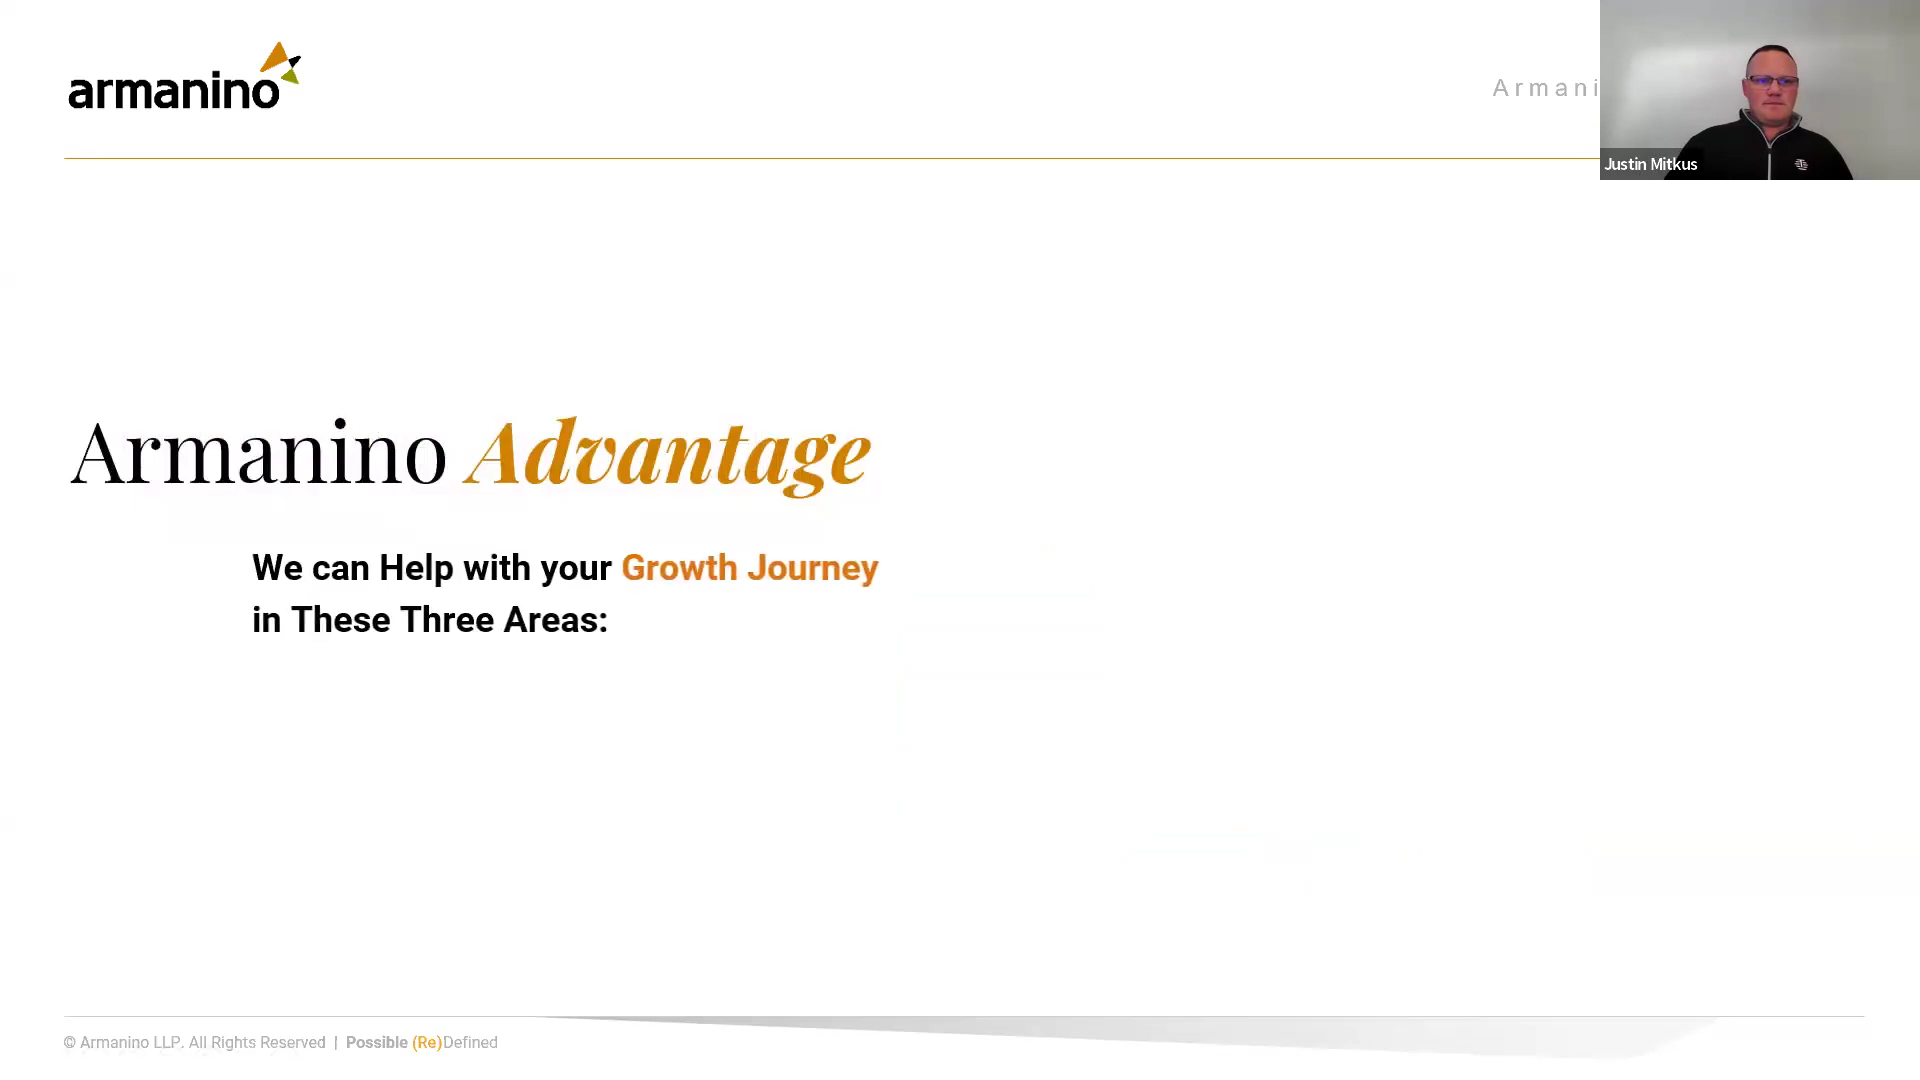 armanino
Armani
Justin Mitkus
Armanino Advantage
We can Help with your Growth Journey
in These Three Areas:
© Armanino LLP. All Rights Reserved | Possible (Re)Defined